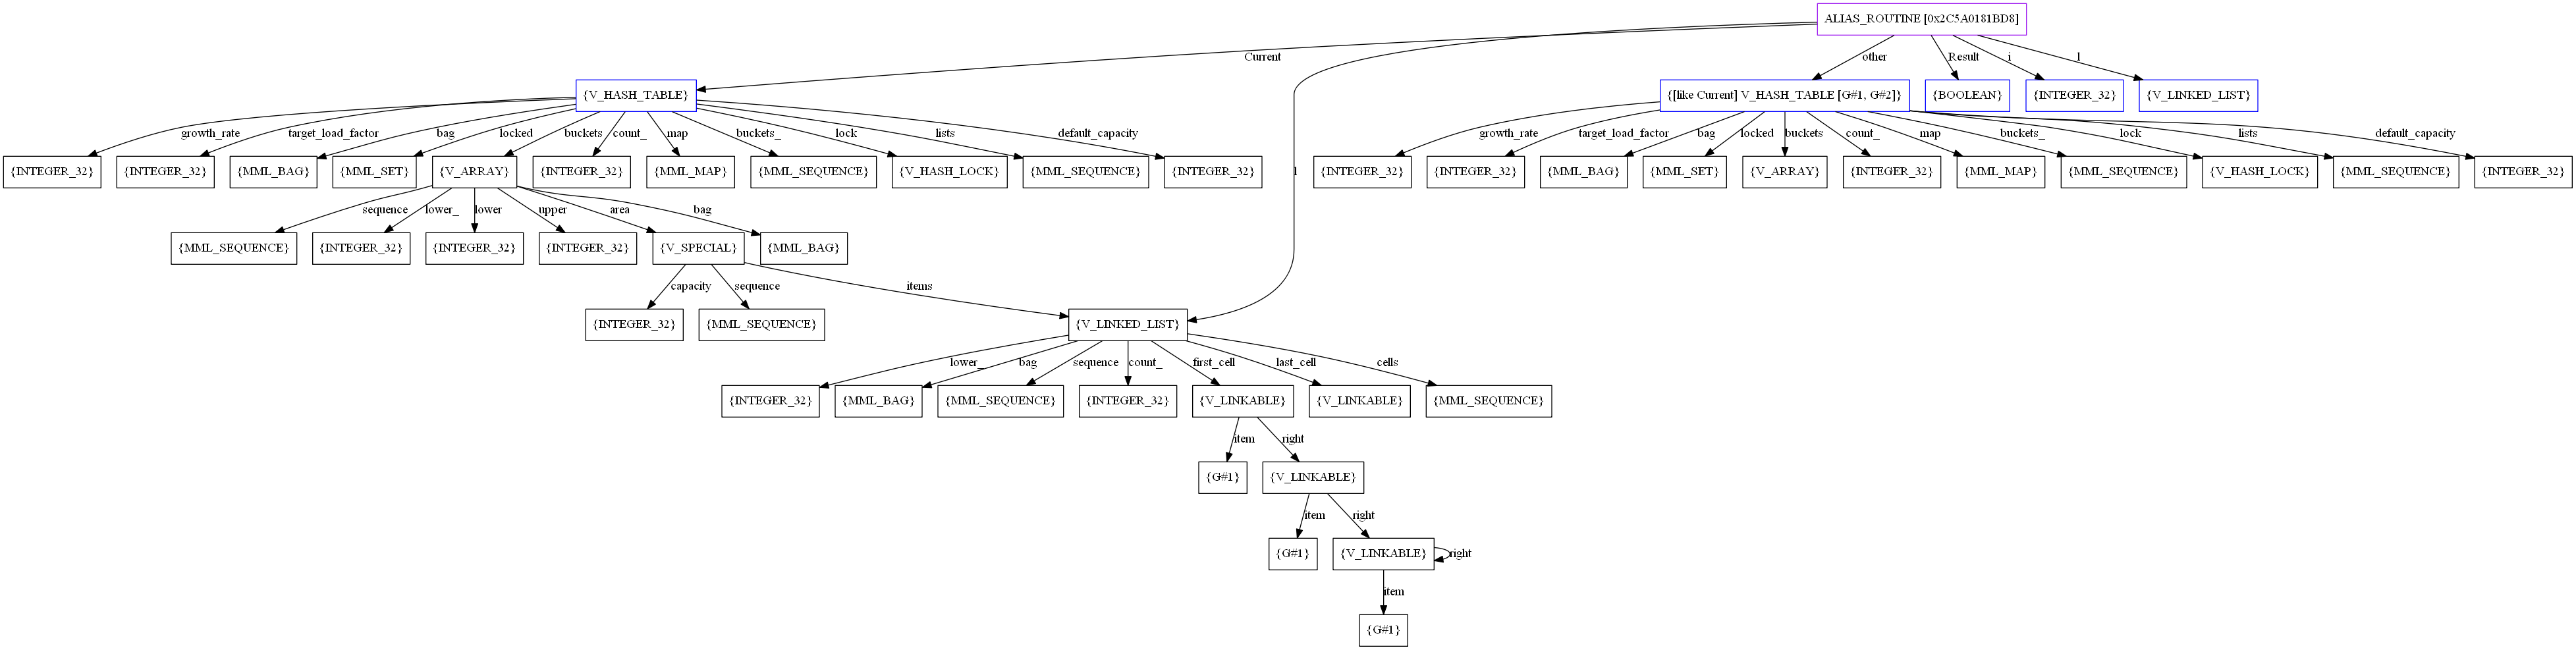 ALIAS_ROUTINE [0x2C5A0181BD8]
Current
other
Result
i
l
{V_HASH_TABLE}
{[like Current] V_HASH_TABLE [G#1, G#2]}
{BOOLEAN}
{INTEGER_32}
{V_LINKED_LIST}
growth_rate
target_load_factor
bag
locked
buckets
count_
map
buckets_
lock
lists
default_capacity
l
growth_rate
target_load_factor
bag
locked
buckets
count_
map
buckets_
lock
lists
default_capacity
{INTEGER_32}
{INTEGER_32}
{MML_BAG}
{MML_SET}
{V_ARRAY}
{INTEGER_32}
{MML_MAP}
{MML_SEQUENCE}
{V_HASH_LOCK}
{MML_SEQUENCE}
{INTEGER_32}
{INTEGER_32}
{INTEGER_32}
{MML_BAG}
{MML_SET}
{V_ARRAY}
{INTEGER_32}
{MML_MAP}
{MML_SEQUENCE}
{V_HASH_LOCK}
{MML_SEQUENCE}
{INTEGER_32}
sequence
lower_
lower
upper
area
bag
{MML_SEQUENCE}
{INTEGER_32}
{INTEGER_32}
{INTEGER_32}
{V_SPECIAL}
{MML_BAG}
capacity
sequence
items
{INTEGER_32}
{MML_SEQUENCE}
{V_LINKED_LIST}
lower_
bag
sequence
count_
first_cell
last_cell
cells
{INTEGER_32}
{MML_BAG}
{MML_SEQUENCE}
{INTEGER_32}
{V_LINKABLE}
{V_LINKABLE}
{MML_SEQUENCE}
item
right
{G#1}
{V_LINKABLE}
item
right
{G#1}
{V_LINKABLE}
right
item
{G#1}